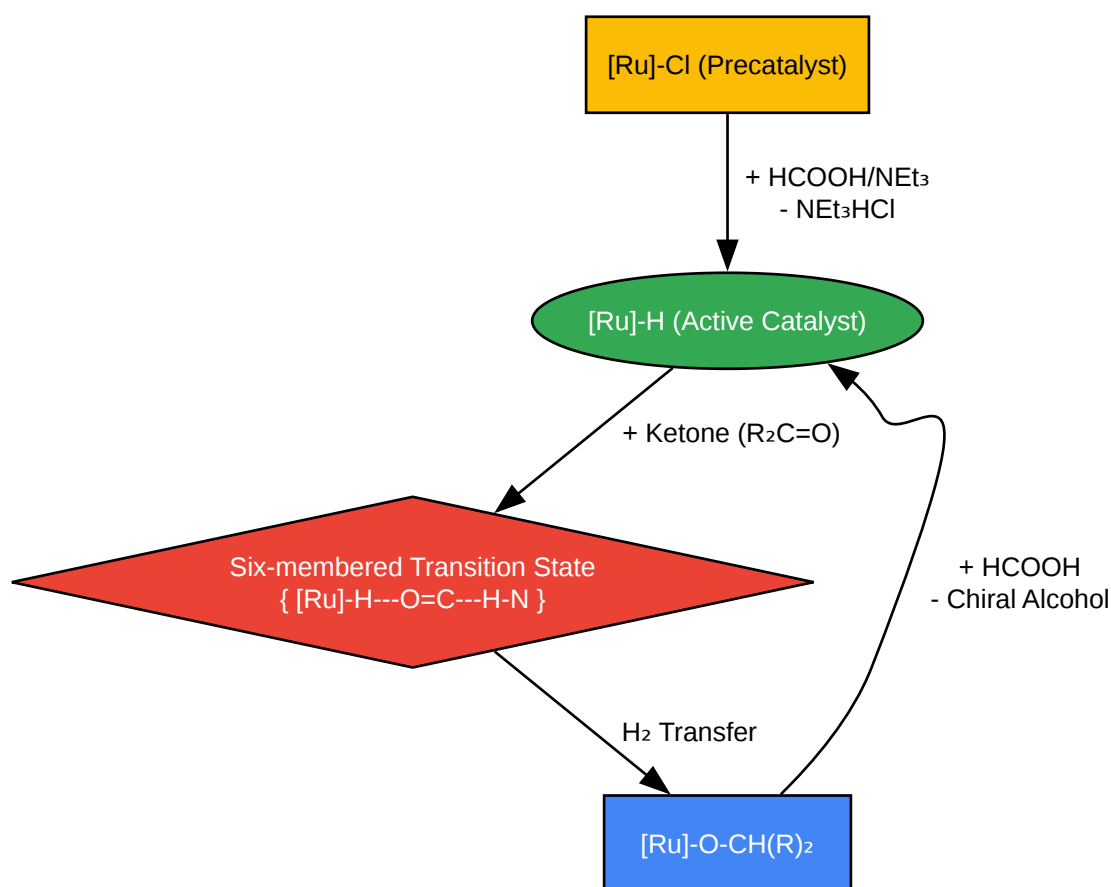 [Ru]-Cl (Precatalyst)
+ HCOOH/NEt₃
- NEt₃HCl
[Ru]-H (Active Catalyst)
+ Ketone (R₂C=O)
Six-membered Transition State
{ [Ru]-H---O=C---H-N }
+ HCOOH
- Chiral Alcohol
H₂ Transfer
[Ru]-O-CH(R)₂